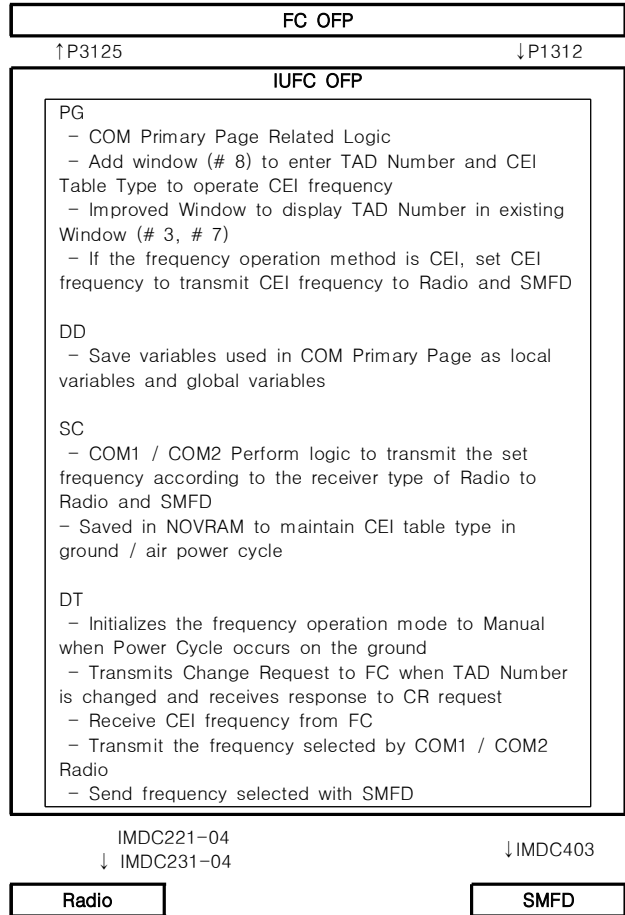 FC OFP
↑P3125 ↓P1312
IUFC OFP
PG
- COM Primary Page Related Logic
- Add window (# 8) to enter TAD Number and CEI
Table Type to operate CEI frequency
- Improved Window to display TAD Number in existing
Window (# 3, # 7)
- If the frequency operation method is CEI, set CEI
frequency to transmit CEI frequency to Radio and SMFD
DD
- Save variables used in COM Primary Page as local
variables and global variables
SC
- COM1 / COM2 Perform logic to transmit the set
frequency according to the receiver type of Radio to
Radio and SMFD
- Saved in NOVRAM to maintain CEI table type in
ground / air power cycle
DT
- Initializes the frequency operation mode to Manual
when Power Cycle occurs on the ground
- Transmits Change Request to FC when TAD Number
is changed and receives response to CR request
- Receive CEI frequency from FC
- Transmit the frequency selected by COM1 / COM2
Radio
- Send frequency selected with SMFD
IMDC221-04
↓ IMDC231-04
↓IMDC403
Radio
SMFD